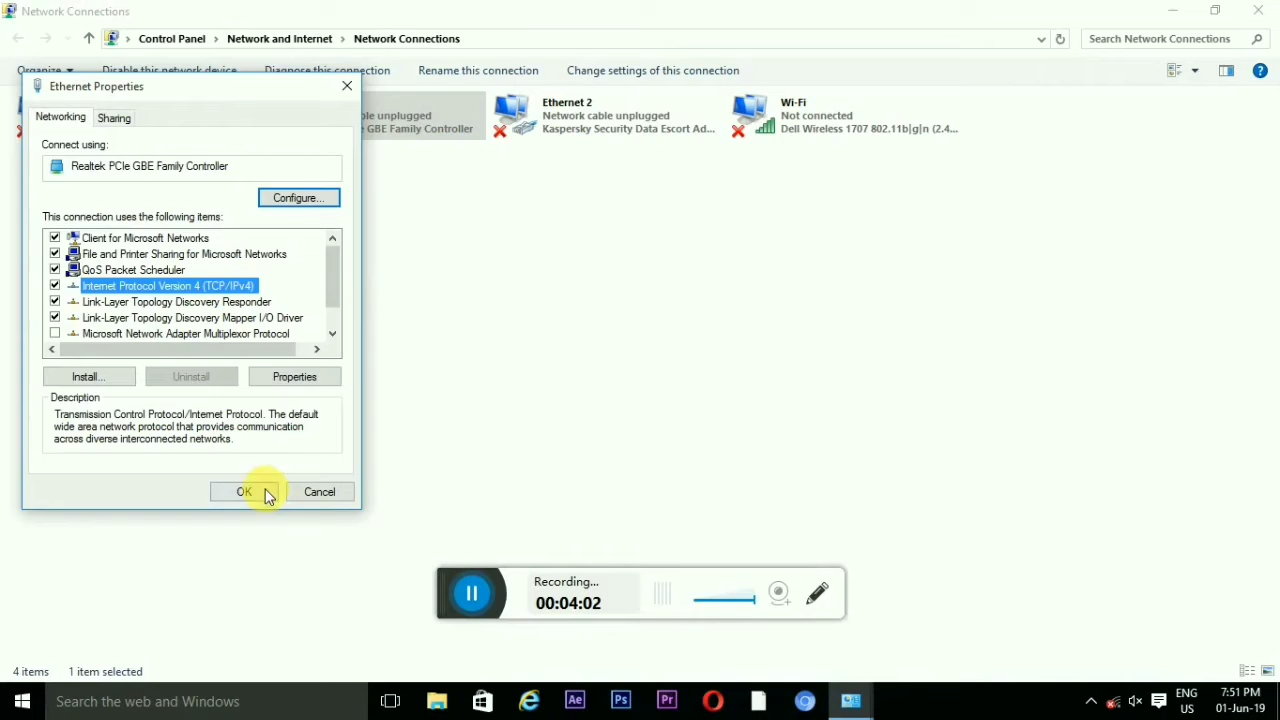 Network Connections
Control Panel > Network and Internet > Network Connections
Search Network Connections
Organize
Disable this network device
Diagnose this connection
Rename this connection
Change settings of this connection
Ethernet Properties
Networking
Sharing
Connect using:
Realtek PCIe GBE Family Controller
Configure...
This connection uses the following items:
Client for Microsoft Networks
File and Printer Sharing for Microsoft Networks
QoS Packet Scheduler
Internet Protocol Version 4 (TCP/IPv4)
Link-Layer Topology Discovery Responder
Link-Layer Topology Discovery Mapper I/O Driver
Microsoft Network Adapter Multiplexor Protocol
Install...
Uninstall
Properties
Description
Transmission Control Protocol/Internet Protocol. The default
wide area network protocol that provides communication
across diverse interconnected networks.
OK
Cancel
unplugged
GBE Family Controller
Ethernet 2
Network cable unplugged
Kaspersky Security Data Escort Ad...
Wi-Fi
Not connected
Dell Wireless 1707 802.11b|g|n (2.4...
Recording...
00:04:02
4 items
1 item selected
Search the web and Windows
Ae
Ps
Pr
ENG
US
7:51 PM
01-Jun-19